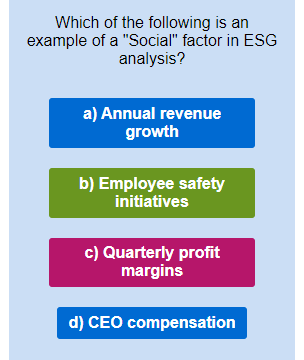 Which of the following is an
example of a "Social" factor in ESG
analysis?
a) Annual revenue
growth
b) Employee safety
initiatives
c) Quarterly profit
margins
d) CEO compensation